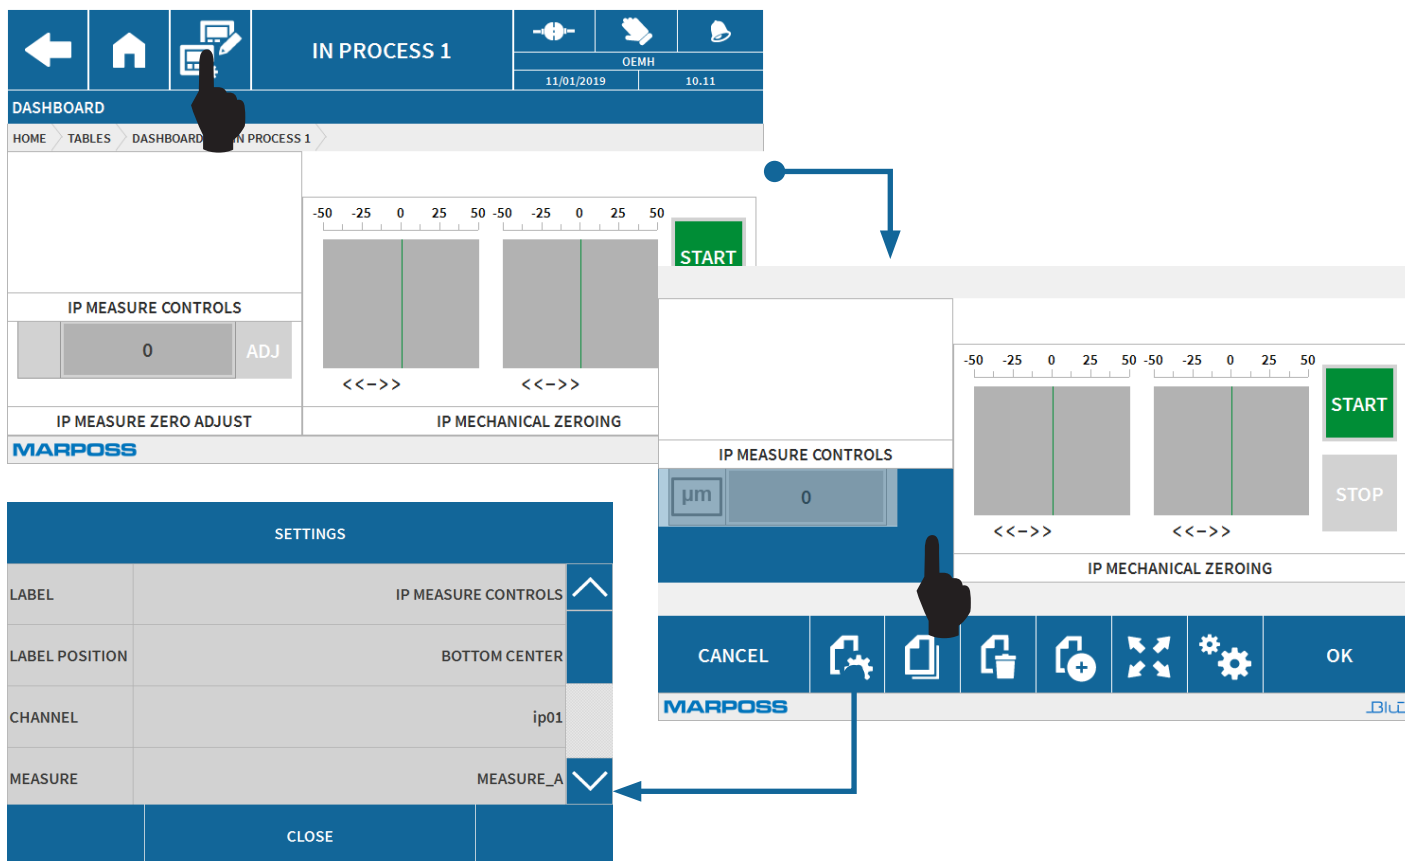 IN PROCESS 1
OEMH
11/01/2019 10.11
DASHBOARD
HOME TABLES DASHBOARD IN PROCESS 1
-50 -25 0 25 50 -50 -25 0 25 50
START
IP MEASURE CONTROLS
0 ADJ
<<->> <<->>
IP MEASURE ZERO ADJUST IP MECHANICAL ZEROING
MARPOSS
-50 -25 0 25 50 -50 -25 0 25 50
START
IP MEASURE CONTROLS
µm 0 STOP
<<->> <<->>
IP MECHANICAL ZEROING
CANCEL OK
MARPOSS
SETTINGS
LABEL IP MEASURE CONTROLS
LABEL POSITION BOTTOM CENTER
CHANNEL ip01
MEASURE MEASURE_A
CLOSE